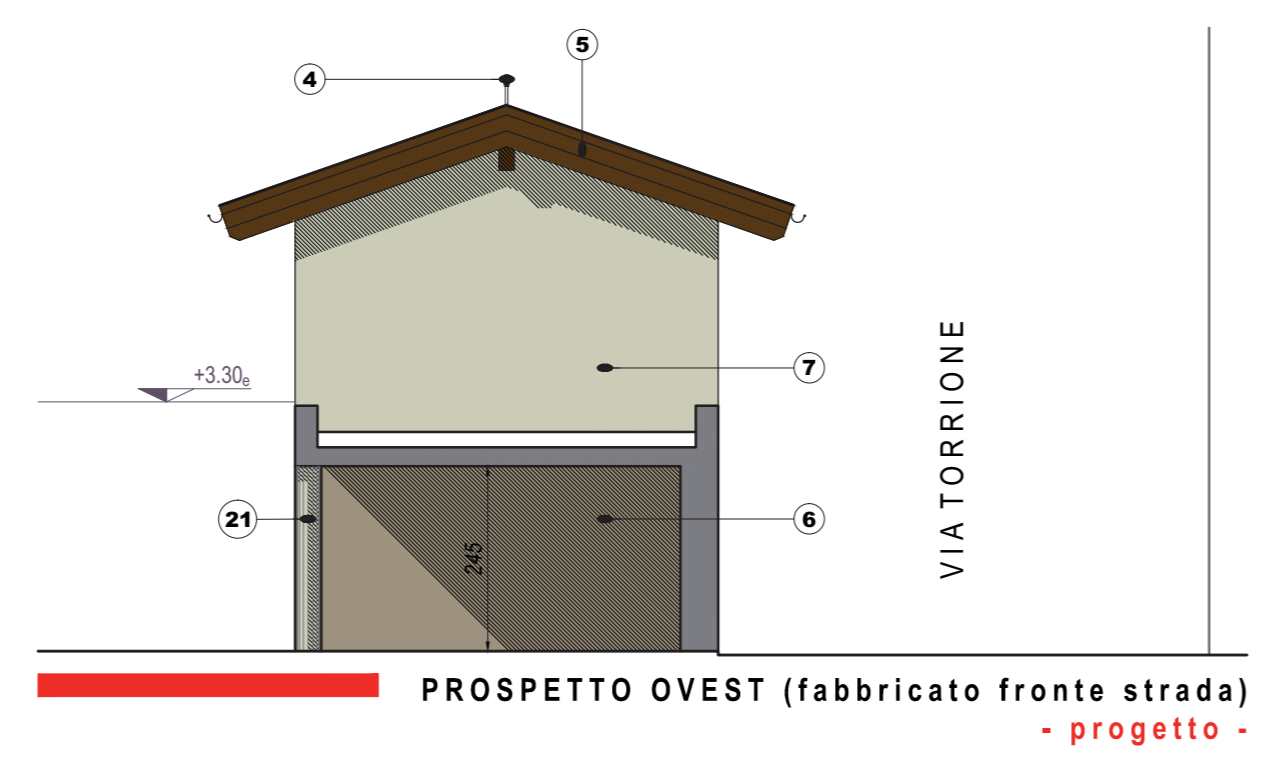 5
4
+3.30e
7
21
6
245
VIA TORRIONE
PROSPETTO OVEST (fabbricato fronte strada)
- progetto -